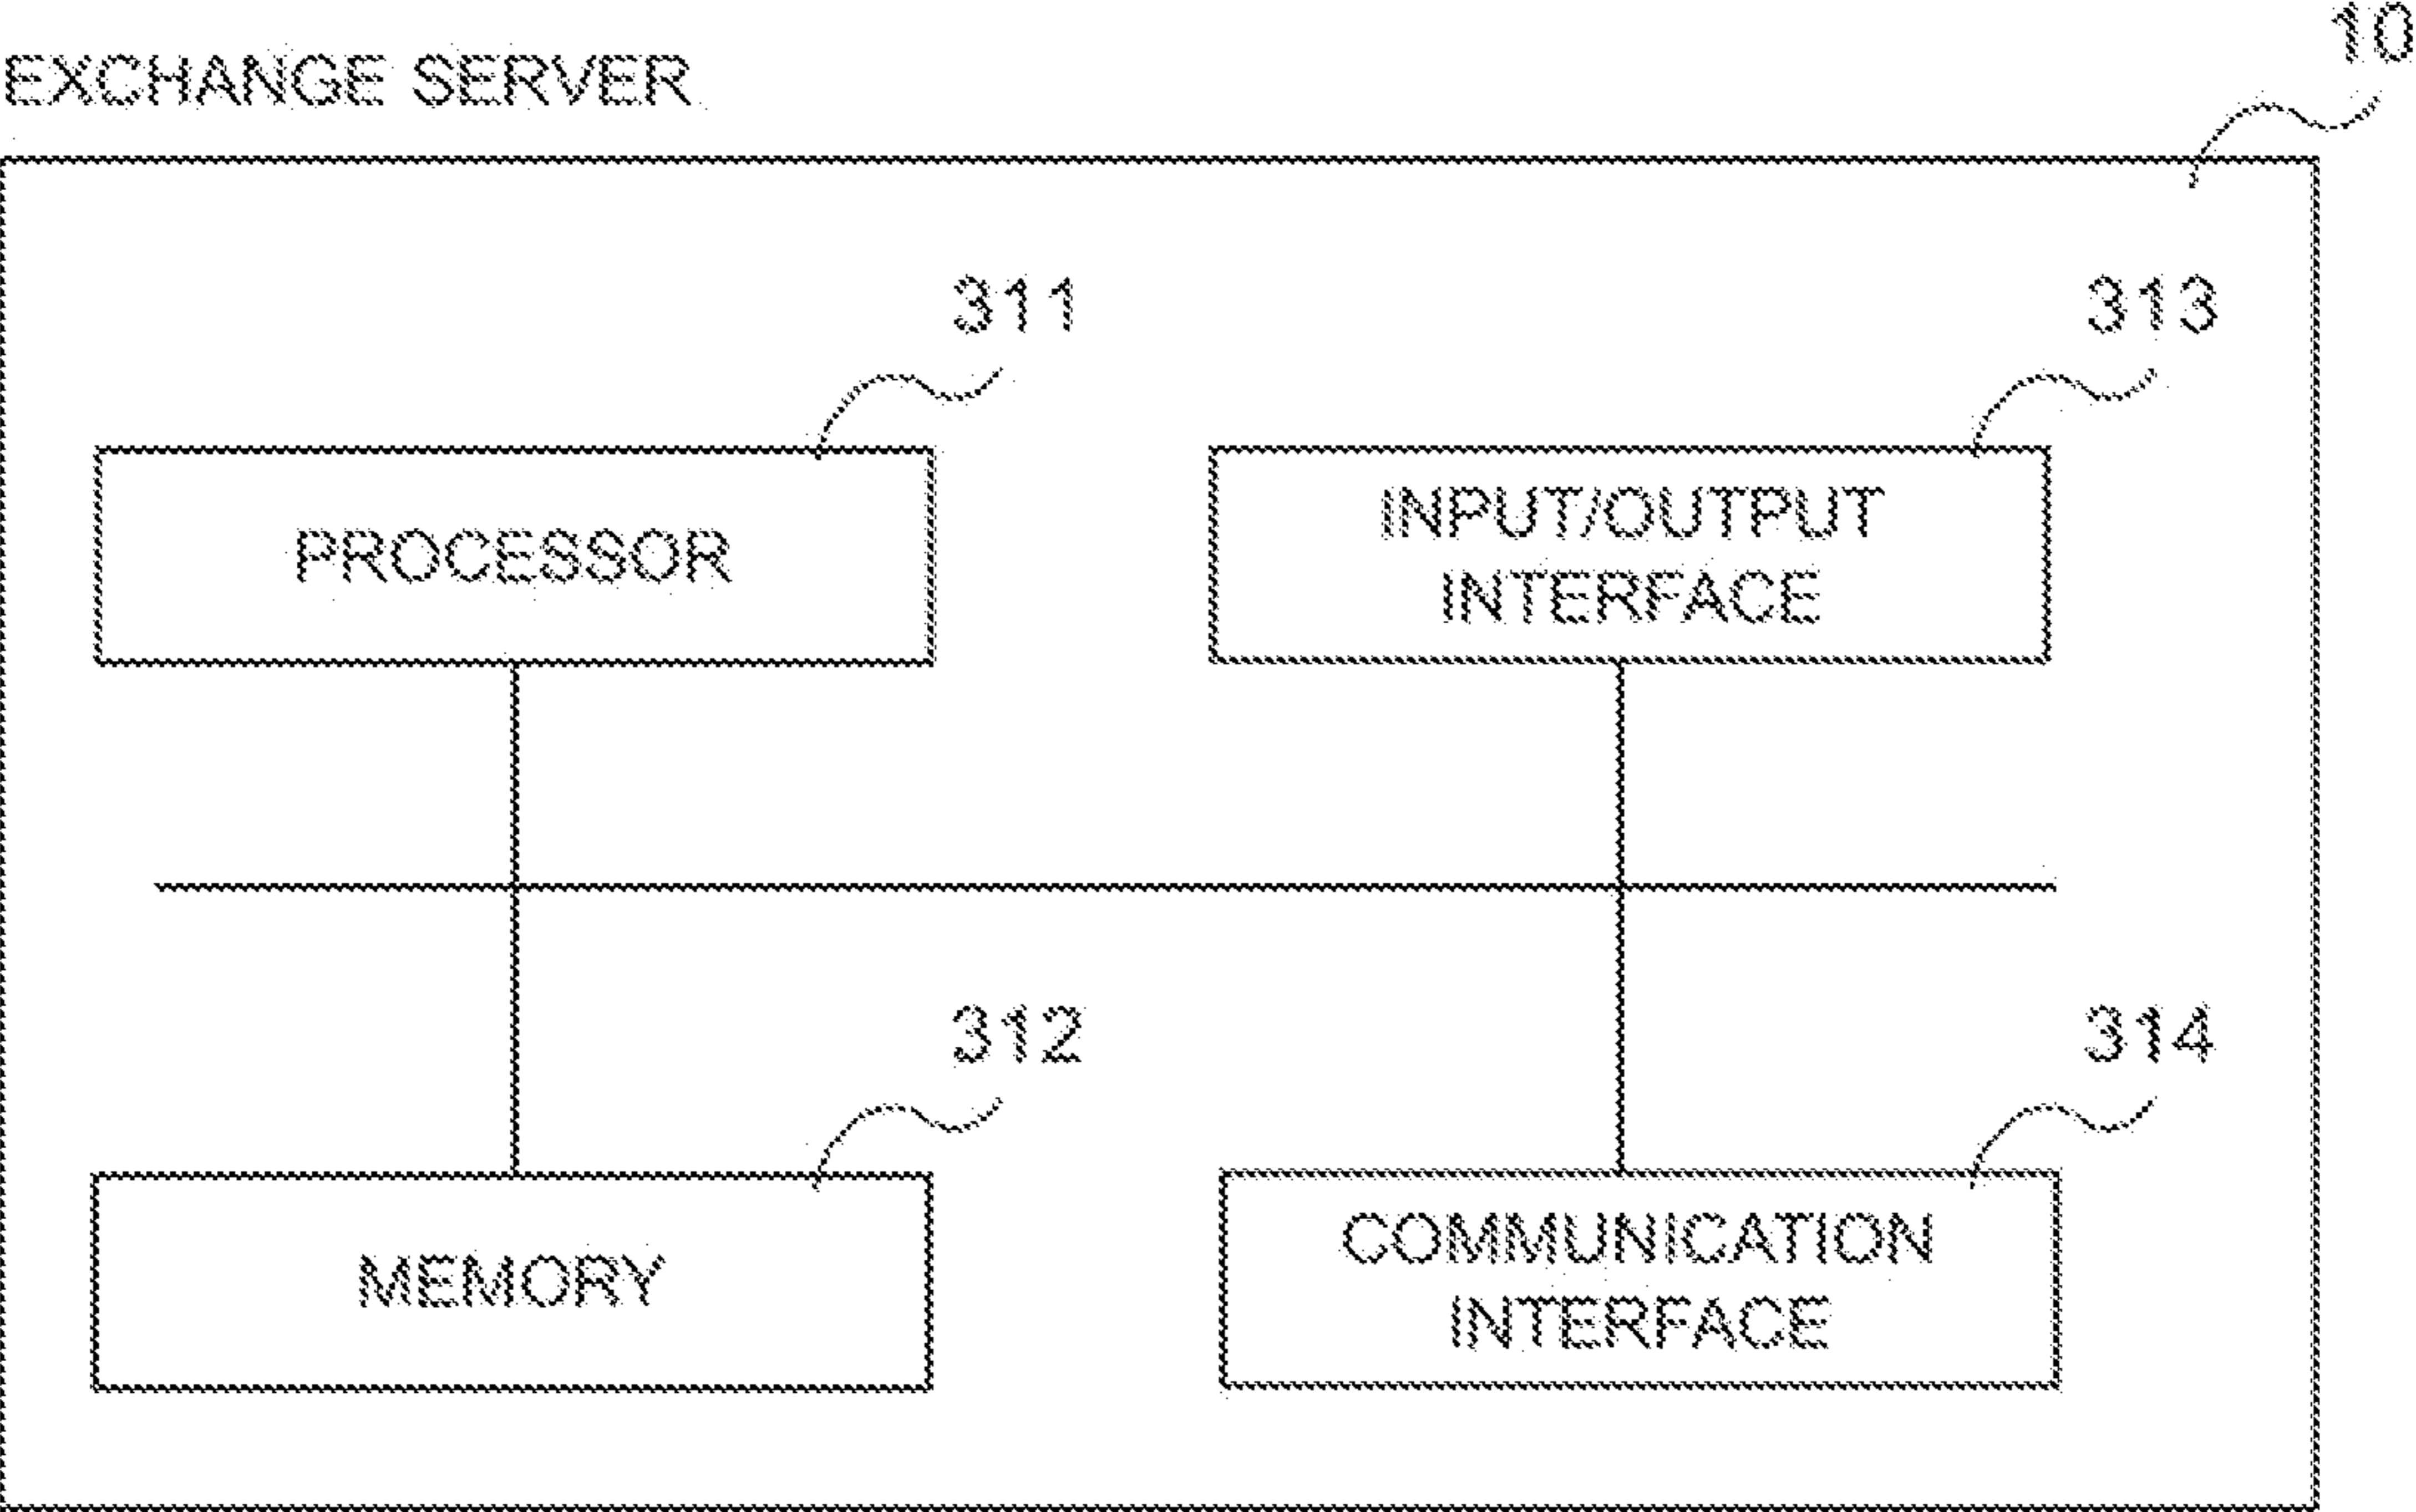 10
EXCHANGE SERVER
311
313
PROCESSOR
INPUT/OUTPUT
INTERFACE
312
314
MEMORY
COMMUNICATION
INTERFACE